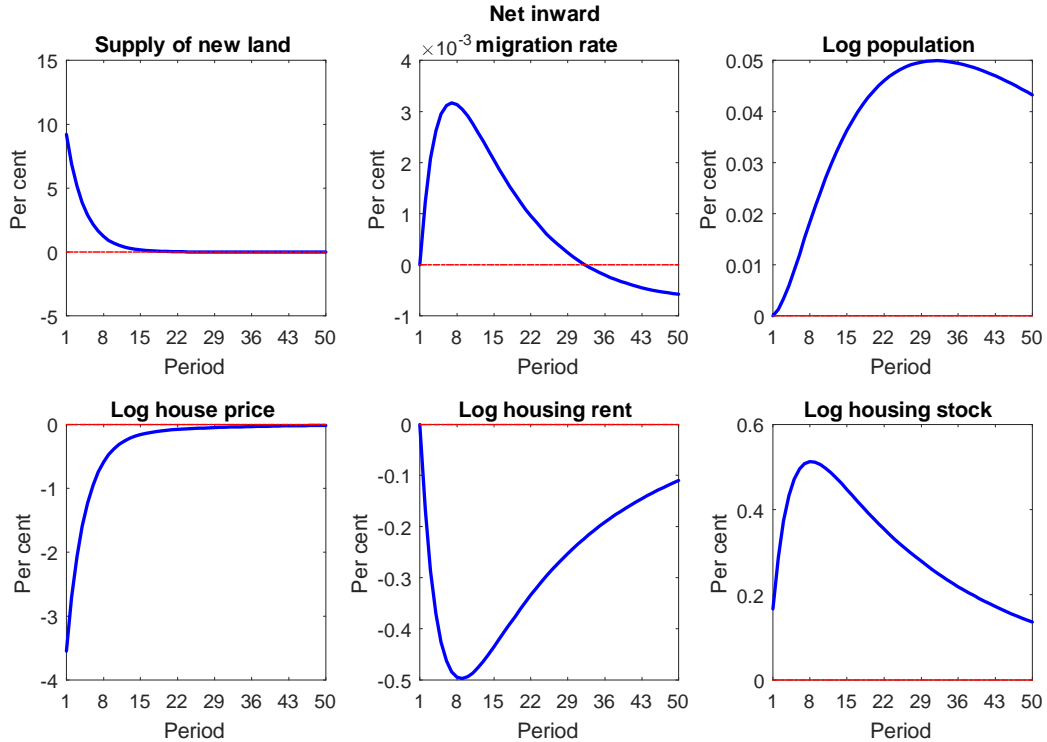 Supply of new land
Per cent
15
10
5
0
-5
1 8 15 22 29 36 43 50
Period
Net inward
migration rate
×10-3
Per cent
4
3
2
1
0
-1
1 8 15 22 29 36 43 50
Period
Log population
Per cent
0.05
0.04
0.03
0.02
0.01
0
1 8 15 22 29 36 43 50
Period
Log house price
Per cent
0
-1
-2
-3
-4
1 8 15 22 29 36 43 50
Period
Log housing rent
Per cent
0
-0.1
-0.2
-0.3
-0.4
-0.5
1 8 15 22 29 36 43 50
Period
Log housing stock
Per cent
0.6
0.4
0.2
0
1 8 15 22 29 36 43 50
Period